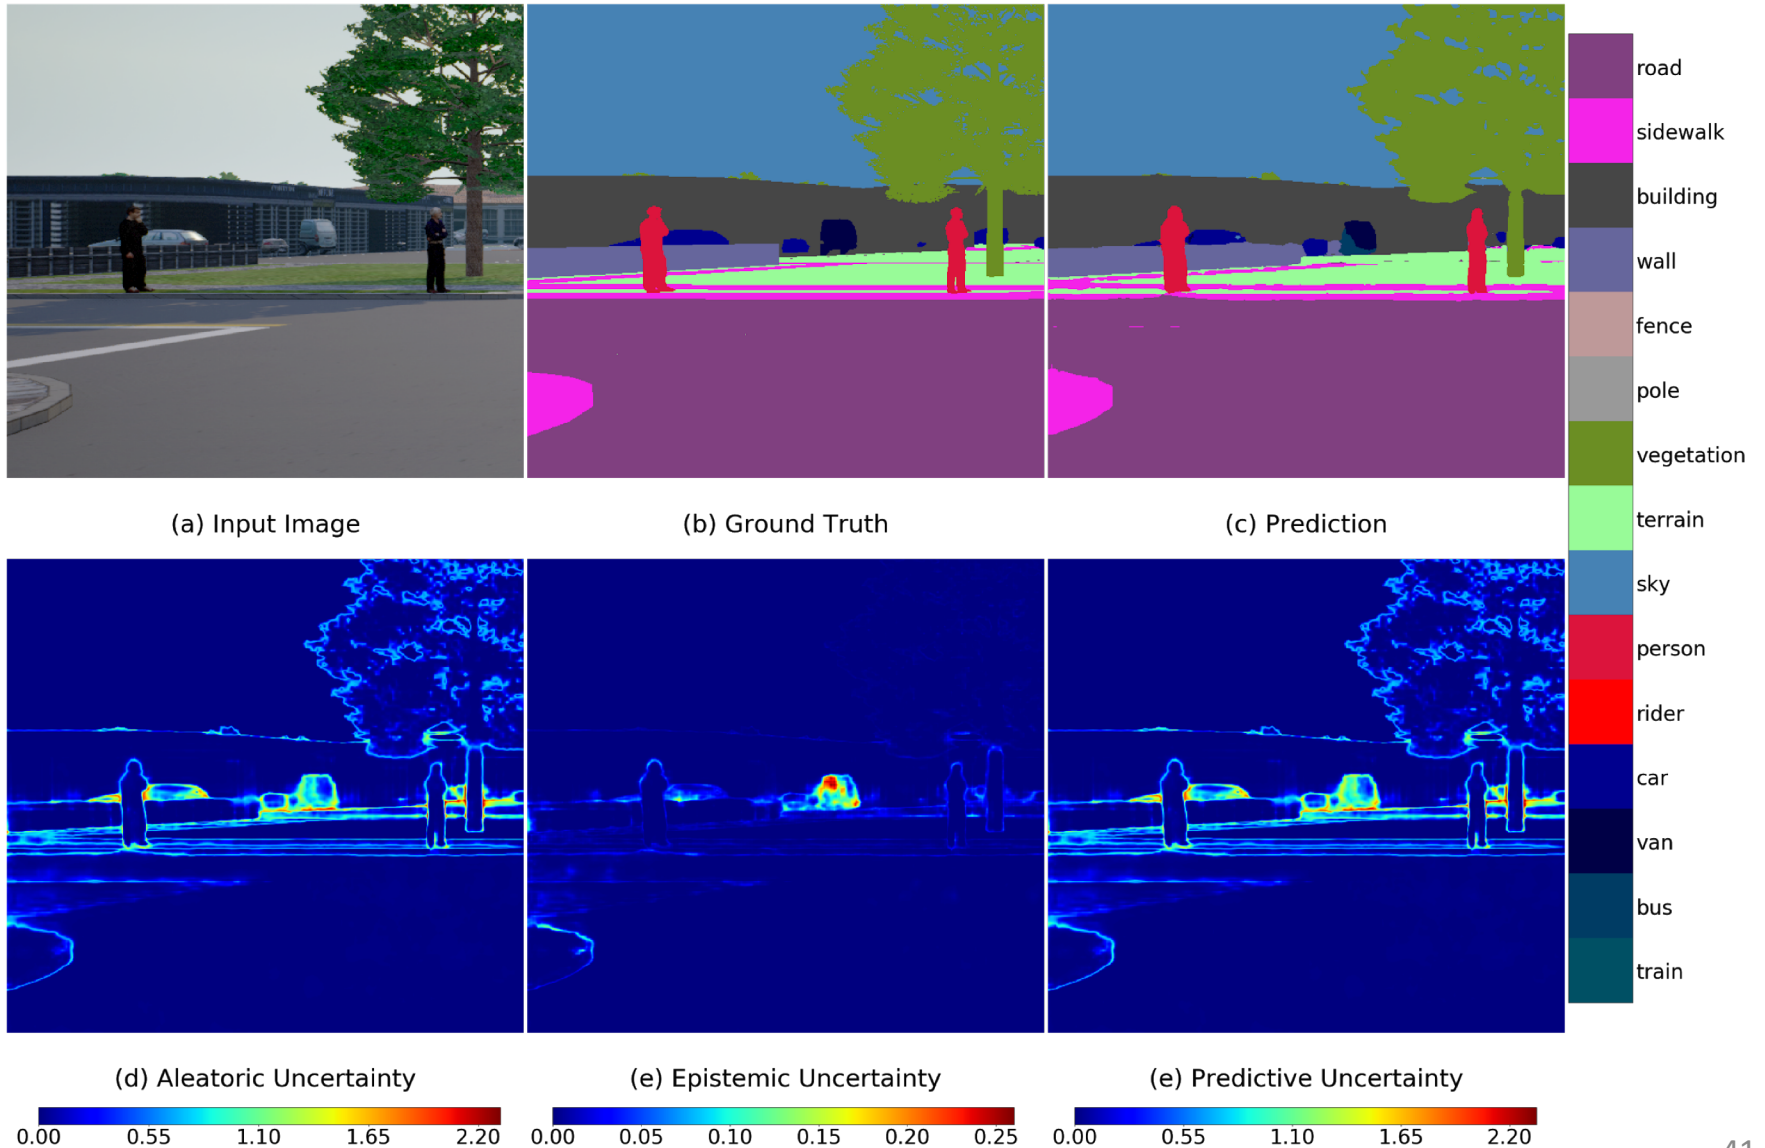 road
sidewalk
building
wall
fence
pole
vegetation
terrain
sky
person
rider
car
van
bus
train
(a) Input Image
(b) Ground Truth
(c) Prediction
(d) Aleatoric Uncertainty
(e) Epistemic Uncertainty
(e) Predictive Uncertainty
0.00 0.55 1.10 1.65 2.20
0.00 0.05 0.10 0.15 0.20 0.25
0.00 0.55 1.10 1.65 2.20